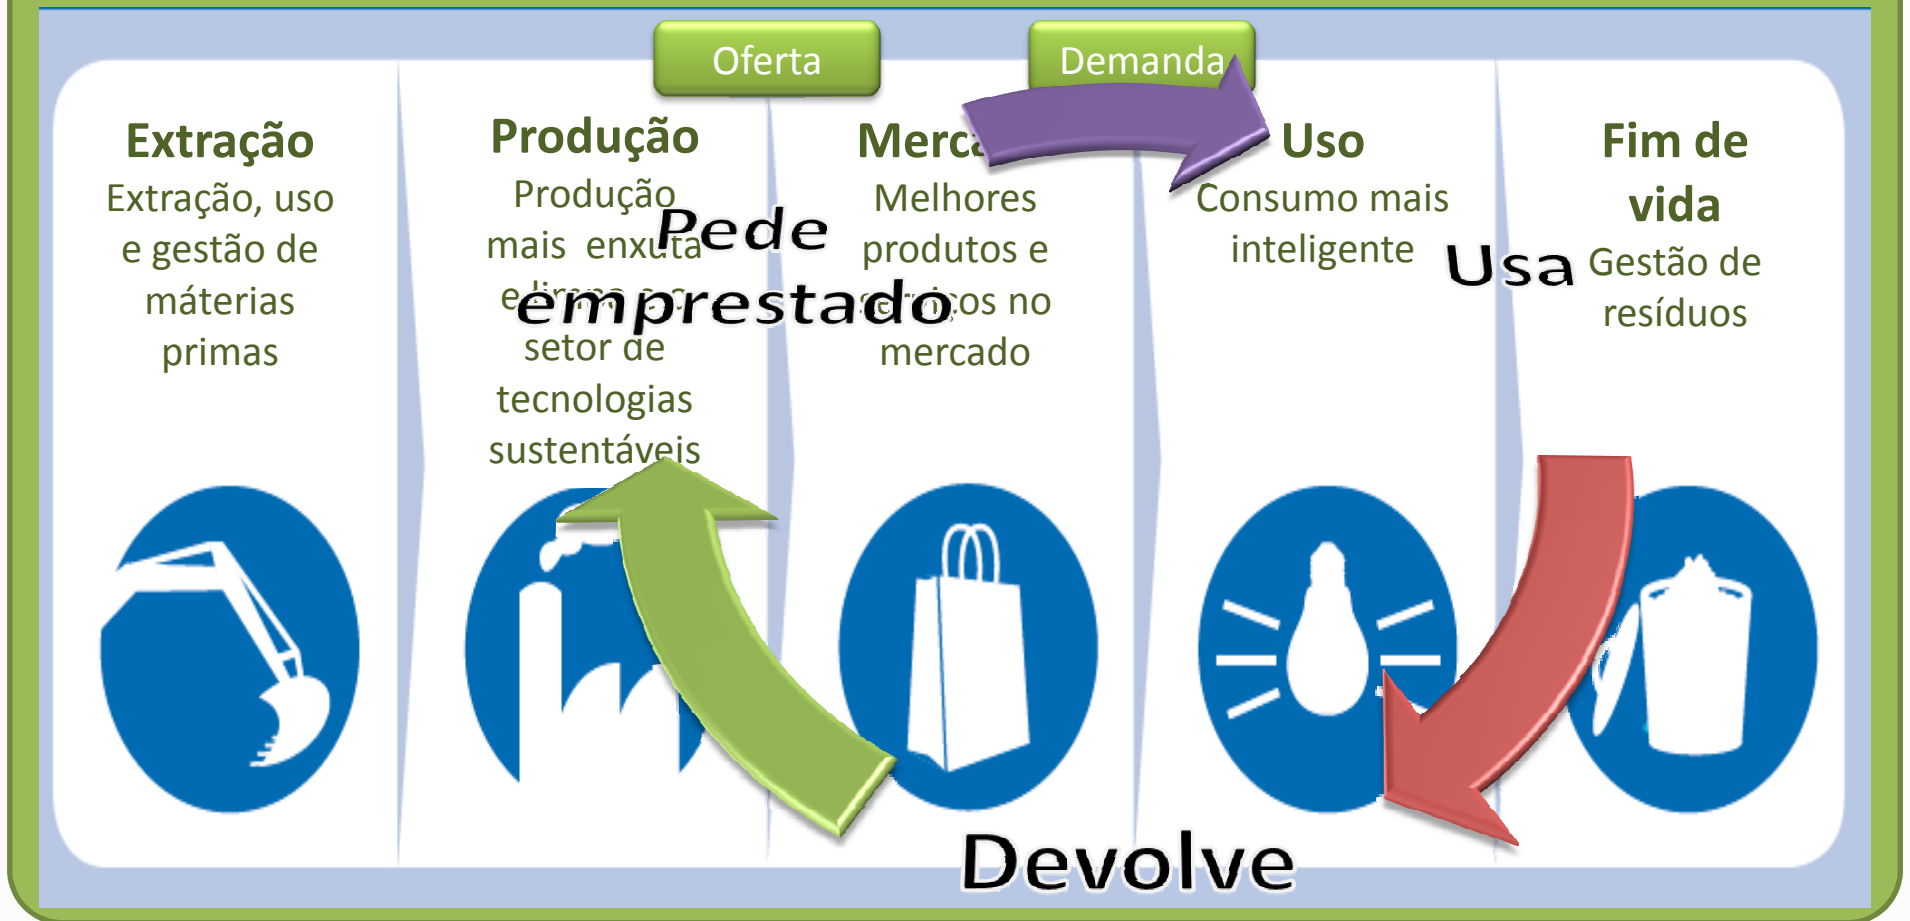 Oferta
Demanda
Extração
Extração, uso
e gestão de
máterias
primas
Produção
Produção
mais enxuta
setor de
tecnologias
sustentáveis
Melhores
produtos e
no
mercado
Uso
Consumo mais
inteligente
Fim de
vida
Gestão de
resíduos
Pede
emprestado
Usa
Devolve